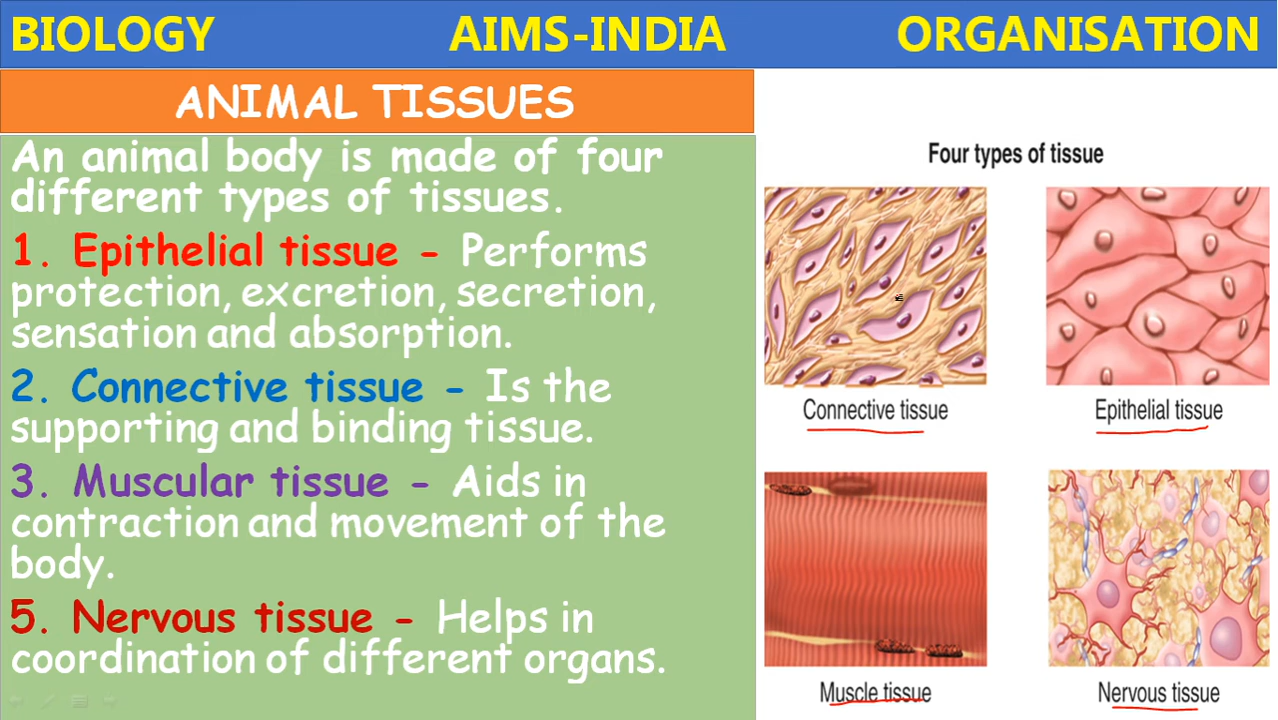 BIOLOGY AIMS-INDIA ORGANISATION
ANIMAL TISSUES
An animal body is made of four
different types of tissues.
1. Epithelial tissue - Performs
protection, excretion, secretion,
sensation and absorption.
2. Connective tissue - Is the
supporting and binding tissue.
3. Muscular tissue - Aids in
contraction and movement of the
body.
5. Nervous tissue - Helps in
coordination of different organs.
Four types of tissue
Connective tissue
Epithelial tissue
Muscle tissue
Nervous tissue